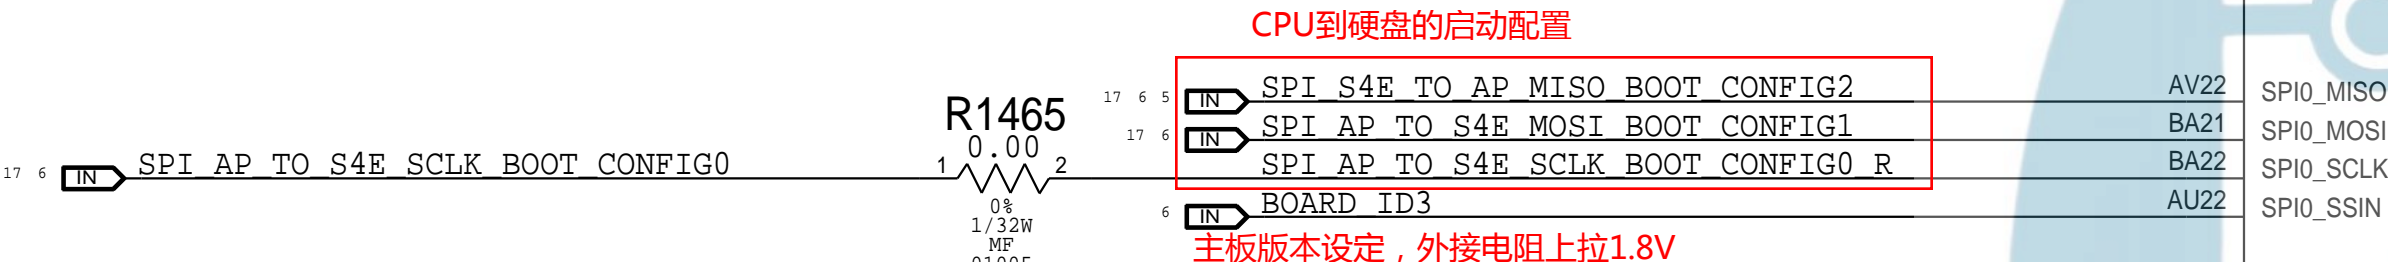 CPU到硬盘的启动配置
17 6 5 IN SPI_S4E_TO_AP_MISO_BOOT_CONFIG2 AV22 SPI0_MISO
R1465
17 6 IN SPI_AP_TO_S4E_MOSI_BOOT_CONFIG1 BA21 SPI0_MOSI
0.00
17 6 IN SPI_AP_TO_S4E_SCLK_BOOT_CONFIG0 1 2 SPI_AP_TO_S4E_SCLK_BOOT_CONFIG0_R BA22 SPI0_SCLK
0%
6 IN BOARD_ID3 AU22 SPI0_SSIN
1/32W
MF
主板版本设定，外接电阻上拉1.8V